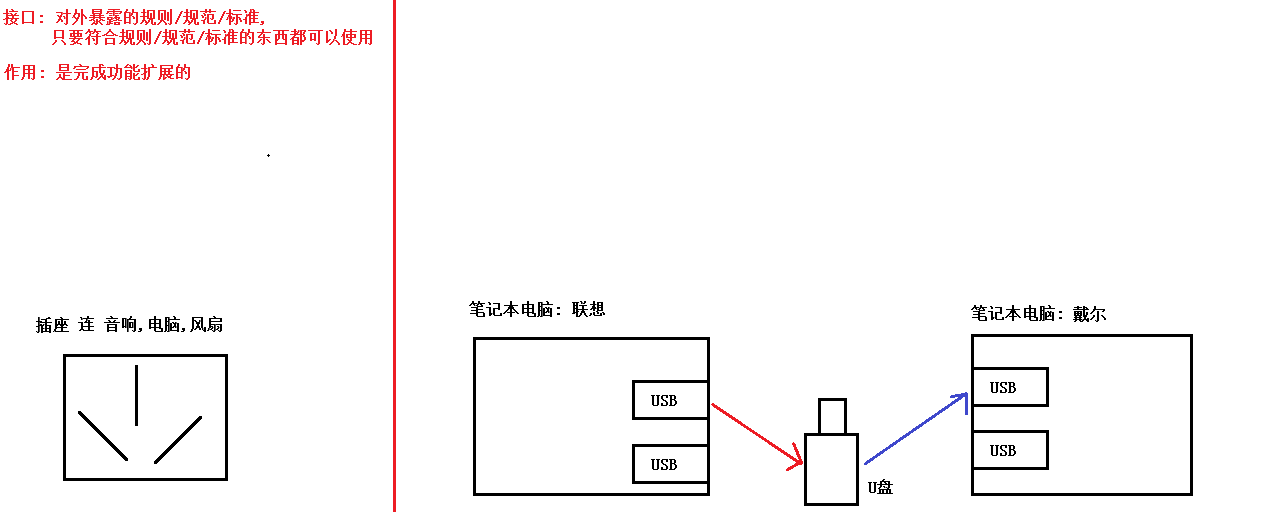 接口: 对外暴露的规则/规范/标准,
只要符合规则/规范/标准的东西都可以使用
作用: 是完成功能扩展的
插座 连 音响,电脑,风扇
笔记本电脑: 联想
USB
USB
U盘
笔记本电脑: 戴尔
USB
USB